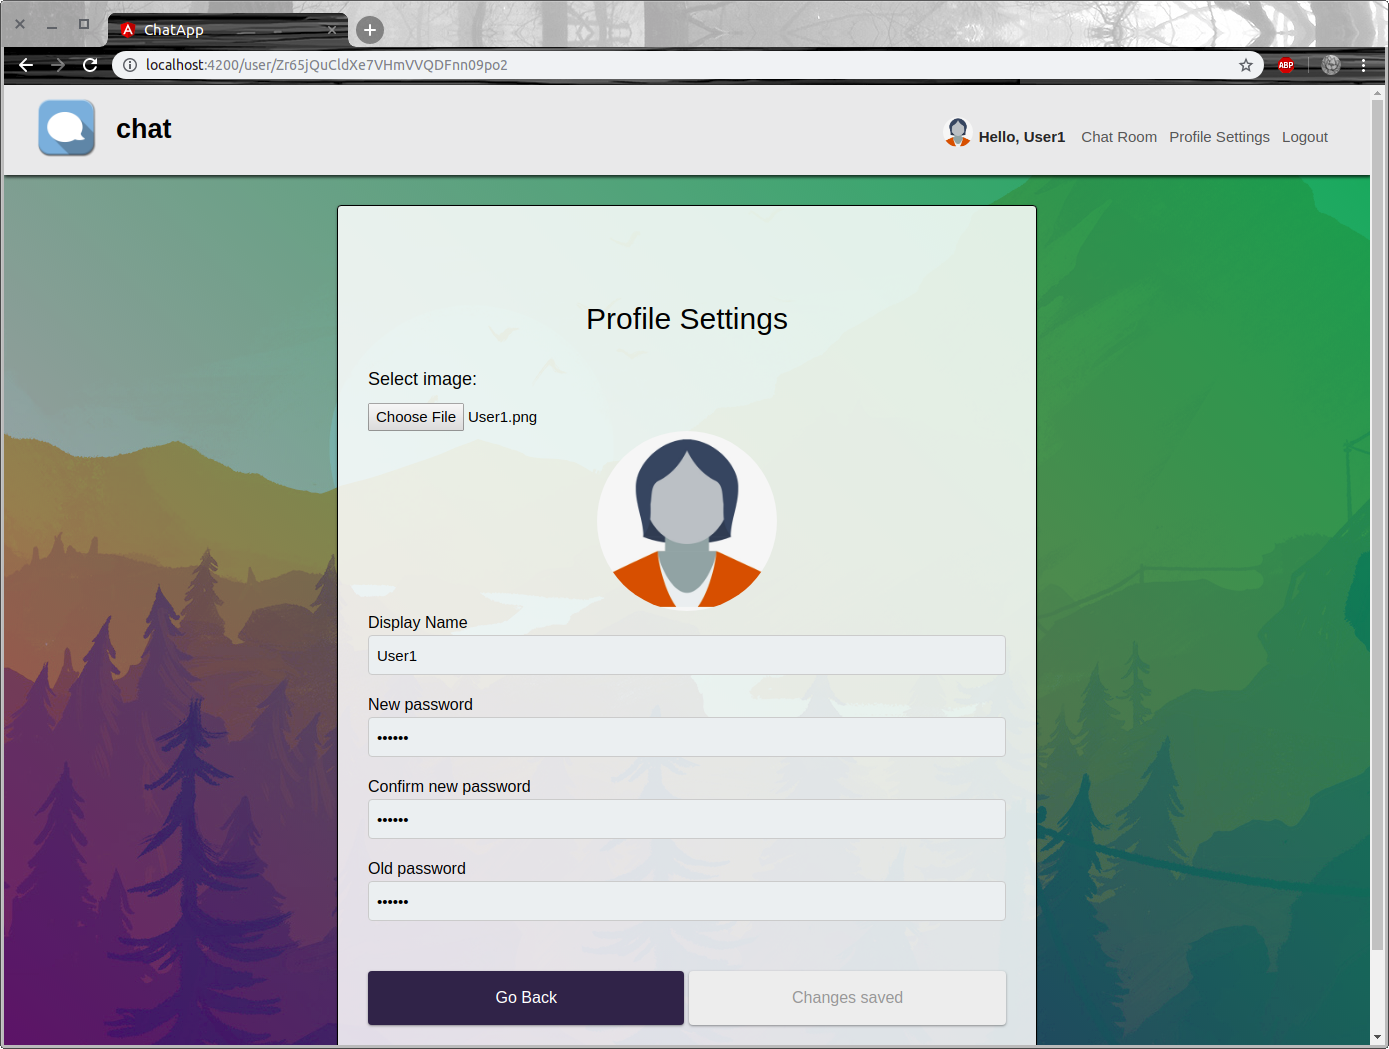 ChatApp
localhost:4200/user/Zr65jQuCldXe7VHmVVQDFnn09po2
ABP
chat
Hello, User1 Chat Room Profile Settings Logout
Profile Settings
Select image:
Choose File User1.png
Display Name
User1
New password
••••••
Confirm new password
••••••
Old password
••••••
Go Back Changes saved